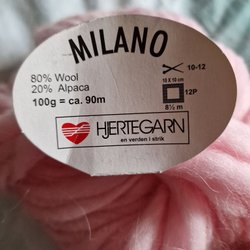 MILANO
80% Wool
20% Alpaca
100g = ca. 90m
10-12
10 X 10 cm
12P
8½ m
HJERTEGARN
en verden i strik